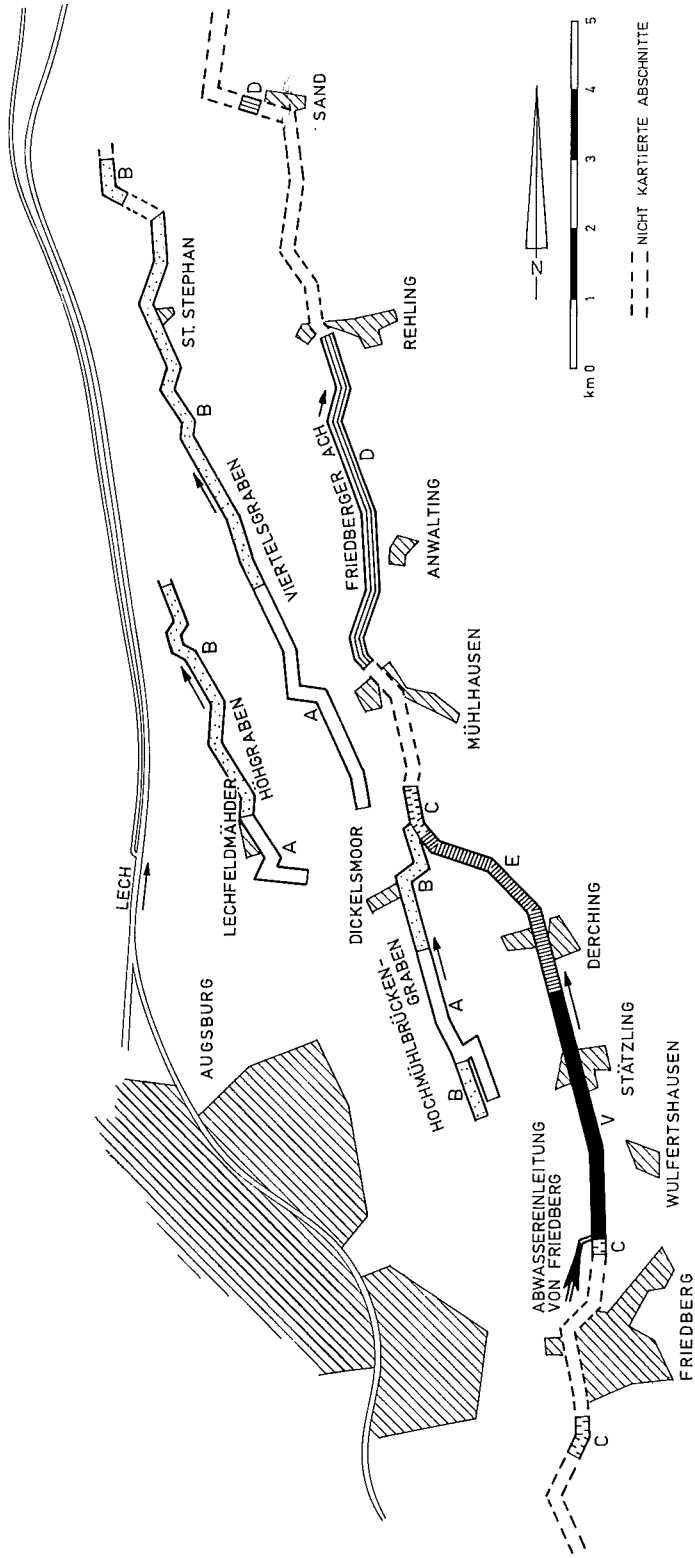 LECH
AUGSBURG
LECHFELDMÄHDER
HÖHGRABEN
A
B
VIERTELSGRABEN
A
B
ST. STEPHAN
B
DICKELSMOOR
HOCHMÜHLBRÜCKEN-
GRABEN
B
A
B
C
FRIEDBERGER ACH
D
ABWASSEREINLEITUNG
VON FRIEDBERG
C
C
V
E
D
FRIEDBERG
WULFERTSHAUSEN
STÄTZLING
DERCHING
MÜHLHAUSEN
ANWALTING
REHLING
SAND
N
km 0 1 2 3 4 5
NICHT KARTIERTE ABSCHNITTE